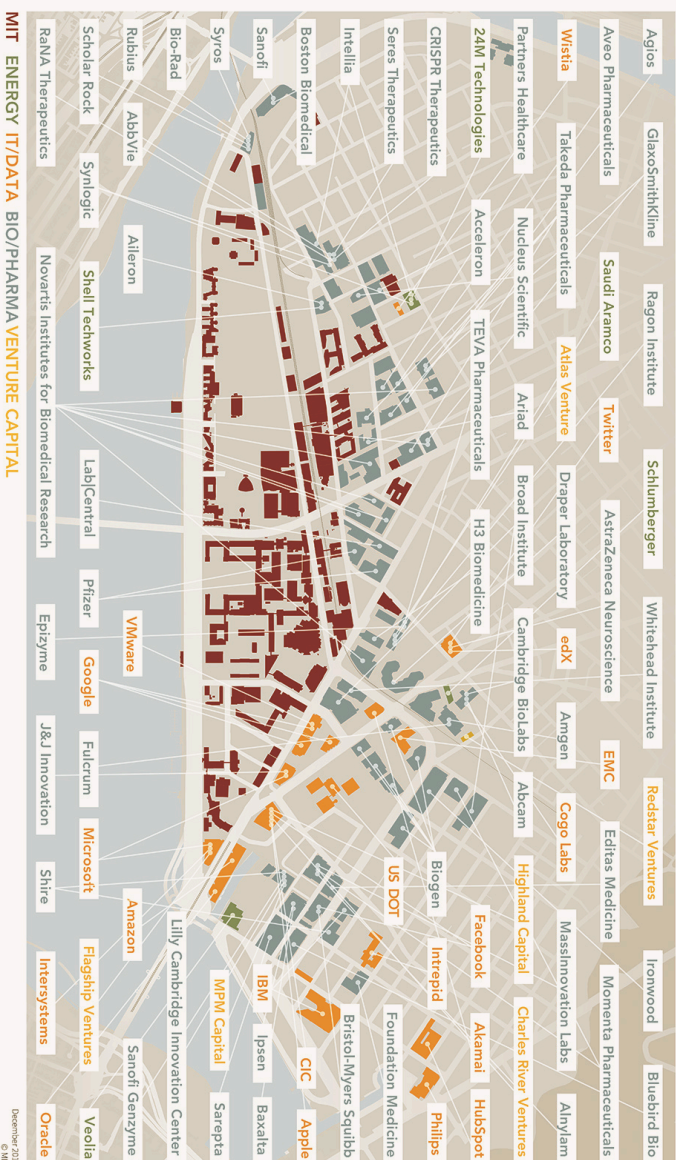 Agios GlaxoSmithKline Ragon Institute Schlumberger Whitehead Institute Redstar Ventures Ironwood Bluebird Bio
Aveo Pharmaceuticals Saudi Aramco Twitter AstraZeneca Neuroscience EMC Editas Medicine Momenta Pharmaceuticals
Wistia Takeda Pharmaceuticals Atlas Venture Draper Laboratory edX Amgen Cogo Labs MassInnovation Labs Alnylam
Partners Healthcare Nucleus Scientific Ariad Broad Institute Cambridge BioLabs Abcam Highland Capital Charles River Ventures
24M Technologies Acceleron TEVA Pharmaceuticals H3 Biomedicine Facebook Akamai HubSpot
CRISPR Therapeutics Biogen Intrepid Philips
Seres Therapeutics US DOT Foundation Medicine
Intellia Bristol-Myers Squibb
Boston Biomedical CIC Apple
Sanofi IBM Ipsen Baxalta
Syros MPM Capital Sarepta
Bio-Rad Lilly Cambridge Innovation Center
Rubius AbbVie Aileron VMware Amazon Sanofi Genzyme
Scholar Rock Synlogic Shell Techworks Lab|Central Pfizer Google Fulcrum Microsoft Flagship Ventures Veolia
RaNA Therapeutics Novartis Institutes for Biomedical Research Epizyme J&J Innovation Shire Intersystems Oracle
MIT ENERGY IT/DATA BIO/PHARMA VENTURE CAPITAL
December
©